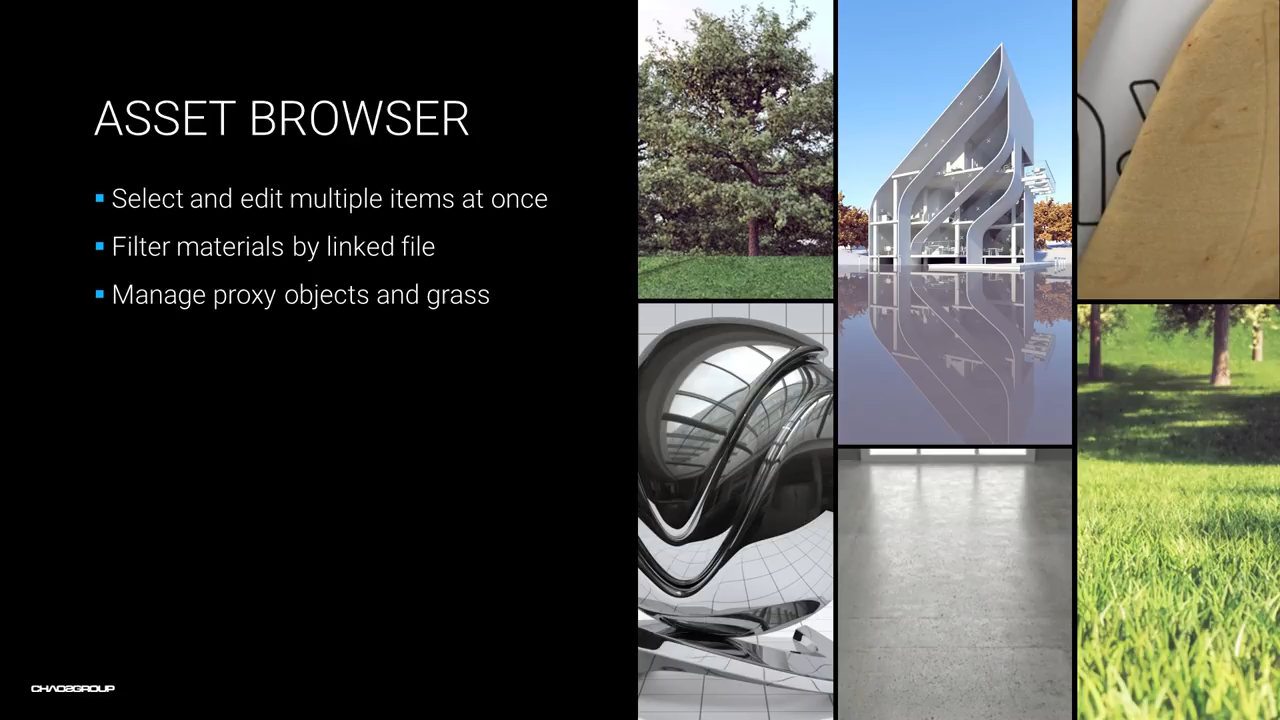 ASSET BROWSER
Select and edit multiple items at once
Filter materials by linked file
Manage proxy objects and grass
CHAOSGROUP